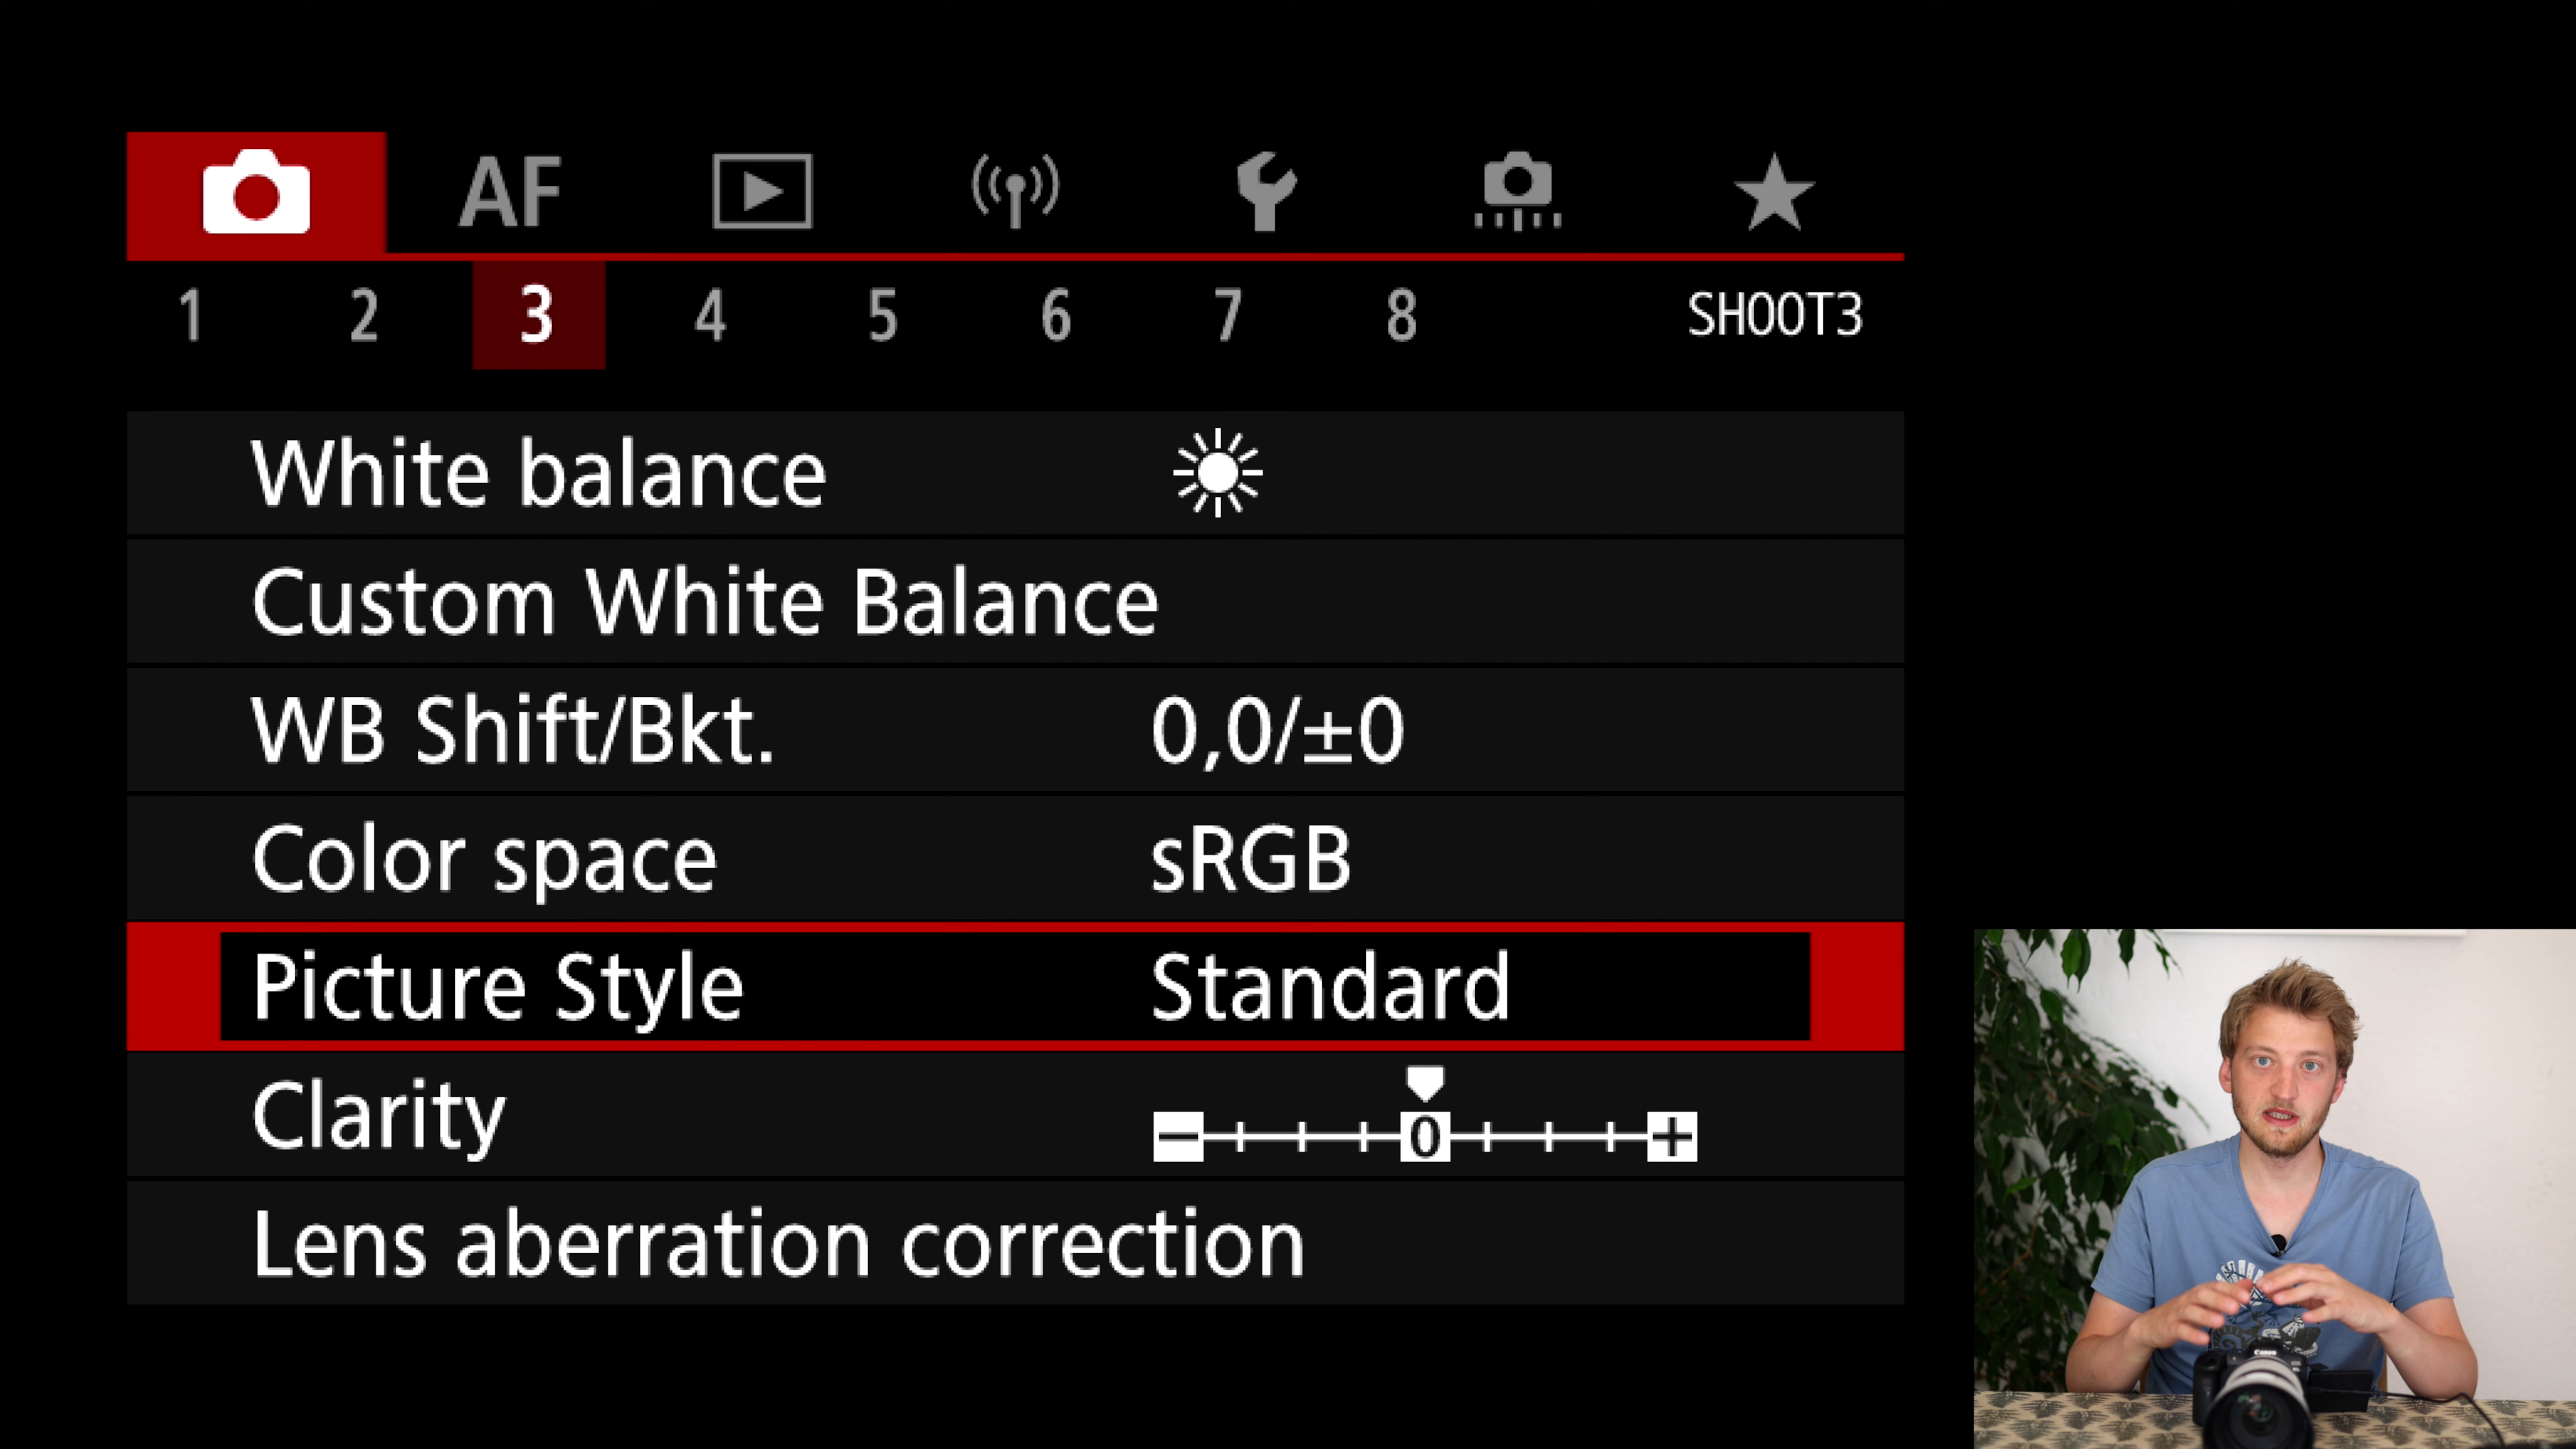 AF
1 2 3 4 5 6 7 8 SHOOT3
White balance
Custom White Balance
WB Shift/Bkt. 0,0/±0
Color space sRGB
Picture Style Standard
Clarity − 0 +
Lens aberration correction
Canon